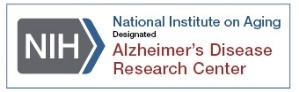 NIH
National Institute on Aging
Designated
Alzheimer's Disease
Research Center